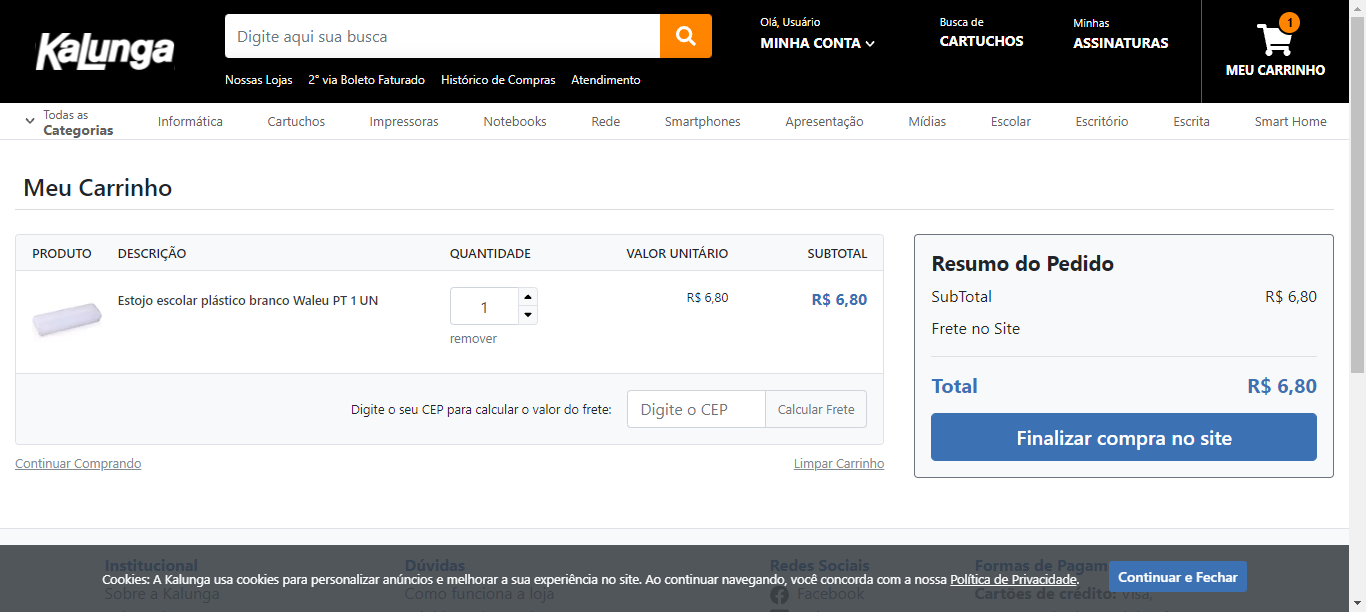 Kalunga
Digite aqui sua busca
Nossas Lojas 2° via Boleto Faturado Histórico de Compras Atendimento
Olá, Usuário
MINHA CONTA
Busca de
CARTUCHOS
Minhas
ASSINATURAS
1
MEU CARRINHO
Todas as
Categorias
Informática Cartuchos Impressoras Notebooks Rede Smartphones Apresentação Mídias Escolar Escritório Escrita Smart Home
Meu Carrinho
PRODUTO DESCRIÇÃO QUANTIDADE VALOR UNITÁRIO SUBTOTAL
Estojo escolar plástico branco Waleu PT 1 UN 1 R$ 6,80 R$ 6,80
remover
Digite o seu CEP para calcular o valor do frete: Digite o CEP Calcular Frete
Continuar Comprando Limpar Carrinho
Resumo do Pedido
SubTotal R$ 6,80
Frete no Site
Total R$ 6,80
Finalizar compra no site
Institucional Dúvidas Redes Sociais Formas de Pagam
Cookies: A Kalunga usa cookies para personalizar anúncios e melhorar a sua experiência no site. Ao continuar navegando, você concorda com a nossa Política de Privacidade. Continuar e Fechar
Sobre a Kalunga Como funciona a loja Facebook Cartões de crédito: Visa,